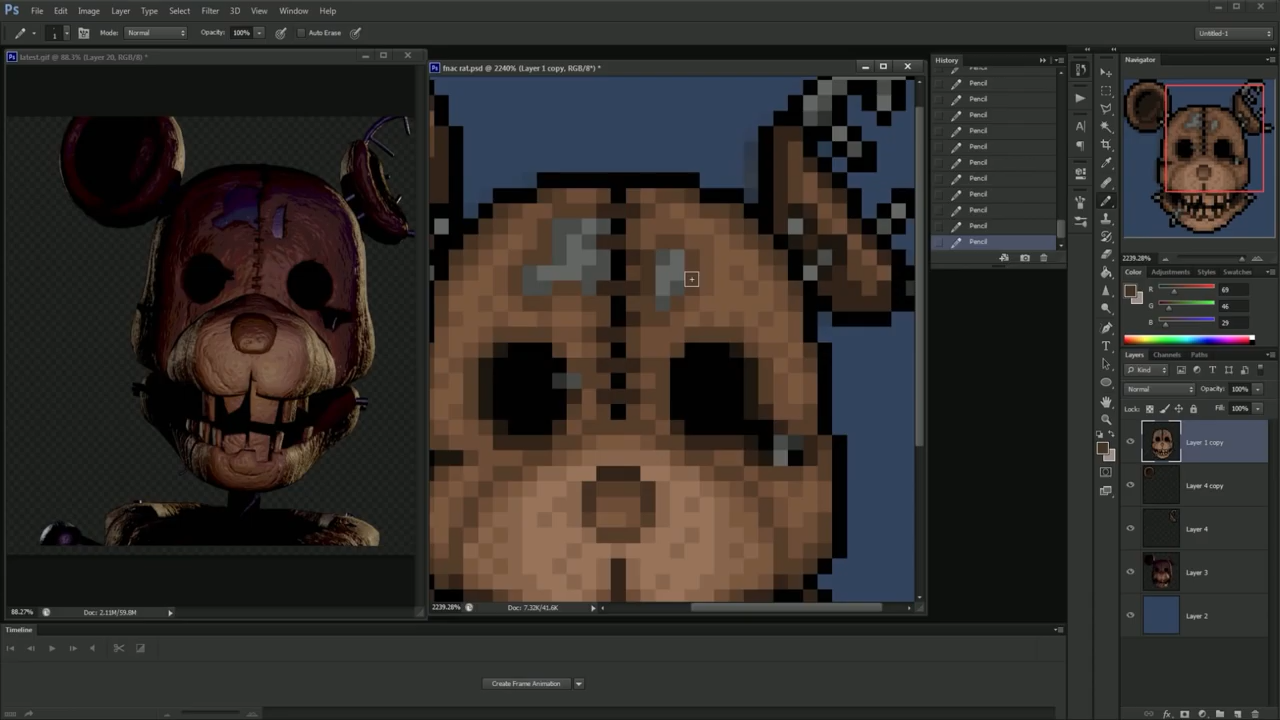 Ps File Edit Image Layer Type Select Filter 3D View Window Help
1 Mode: Normal Opacity: 100% Auto Erase Untitled-1
Ps latest.gif @ 88.3% (Layer 20, RGB/8) *
Ps fnac rat.psd @ 2240% (Layer 1 copy, RGB/8*) *
History
Pencil
Pencil
Pencil
Pencil
Pencil
Pencil
Pencil
Pencil
Pencil
Pencil
Pencil
Navigator
2239.28%
Color Adjustments Styles Swatches
R 69
G 46
B 29
Layers Channels Paths
Kind
Normal Opacity: 100%
Lock: Fill: 100%
Layer 1 copy
Layer 4 copy
Layer 4
Layer 3
Layer 2
2239.28% Doc: 7.32K/41.6K
88.27% Doc: 2.11M/59.8M
Timeline
Create Frame Animation